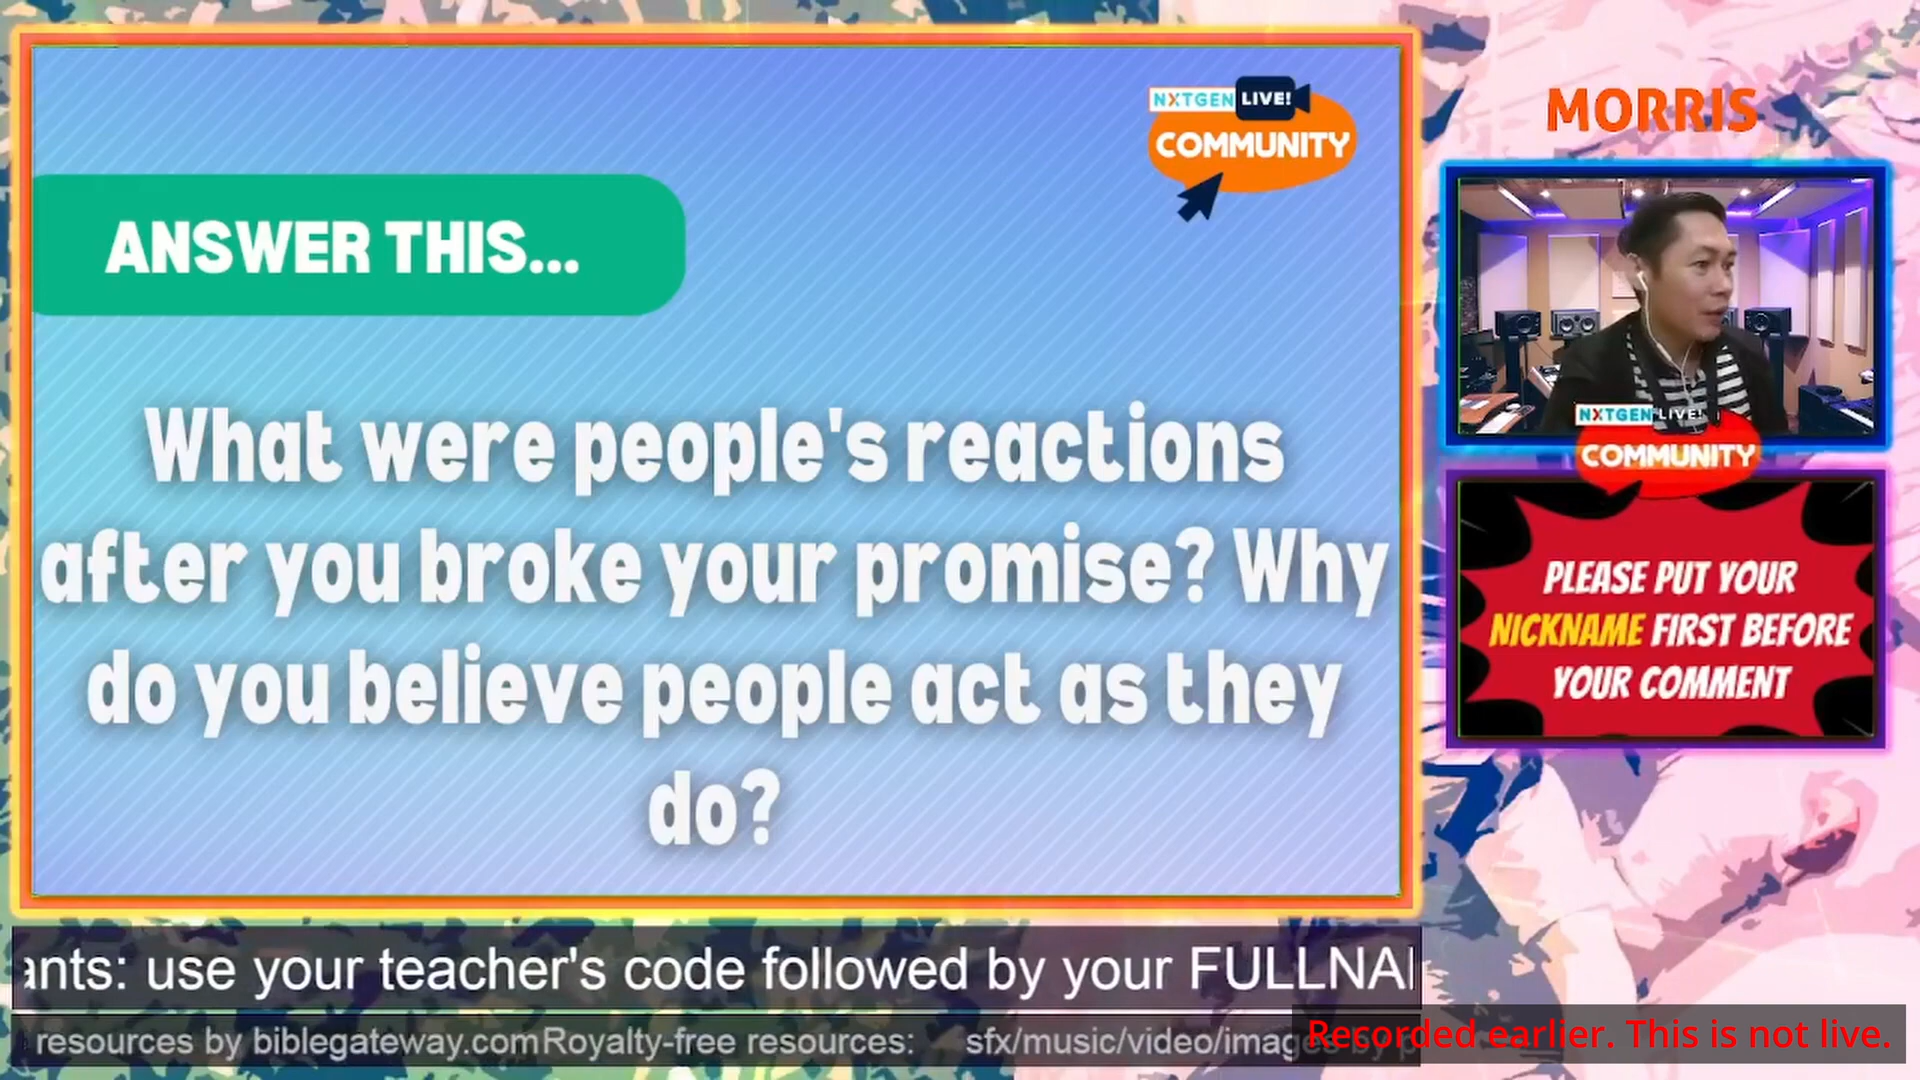 NXTGEN LIVE!
COMMUNITY
ANSWER THIS...
What were people's reactions
after you broke your promise? Why
do you believe people act as they
do?
MORRIS
NXTGEN LIVE!
COMMUNITY
PLEASE PUT YOUR
NICKNAME FIRST BEFORE
YOUR COMMENT
use your teacher's code followed by your
resources by biblegateway.comRoyalty-free resources: sfx/music/video/images by
Recorded earlier. This is not live.